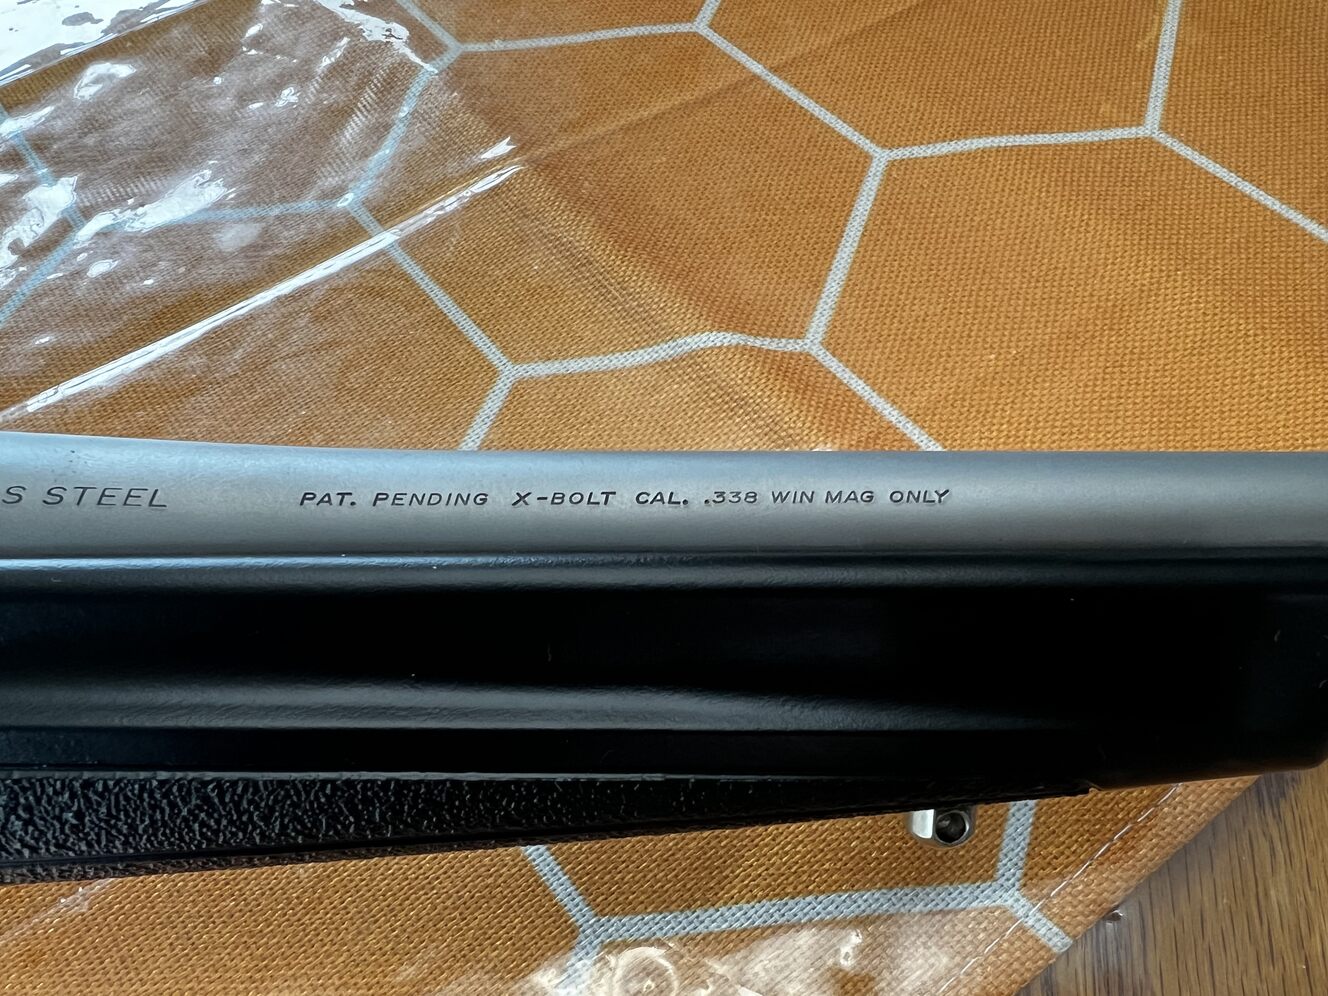 S STEEL PAT. PENDING X-BOLT CAL. .338 WIN MAG ONLY